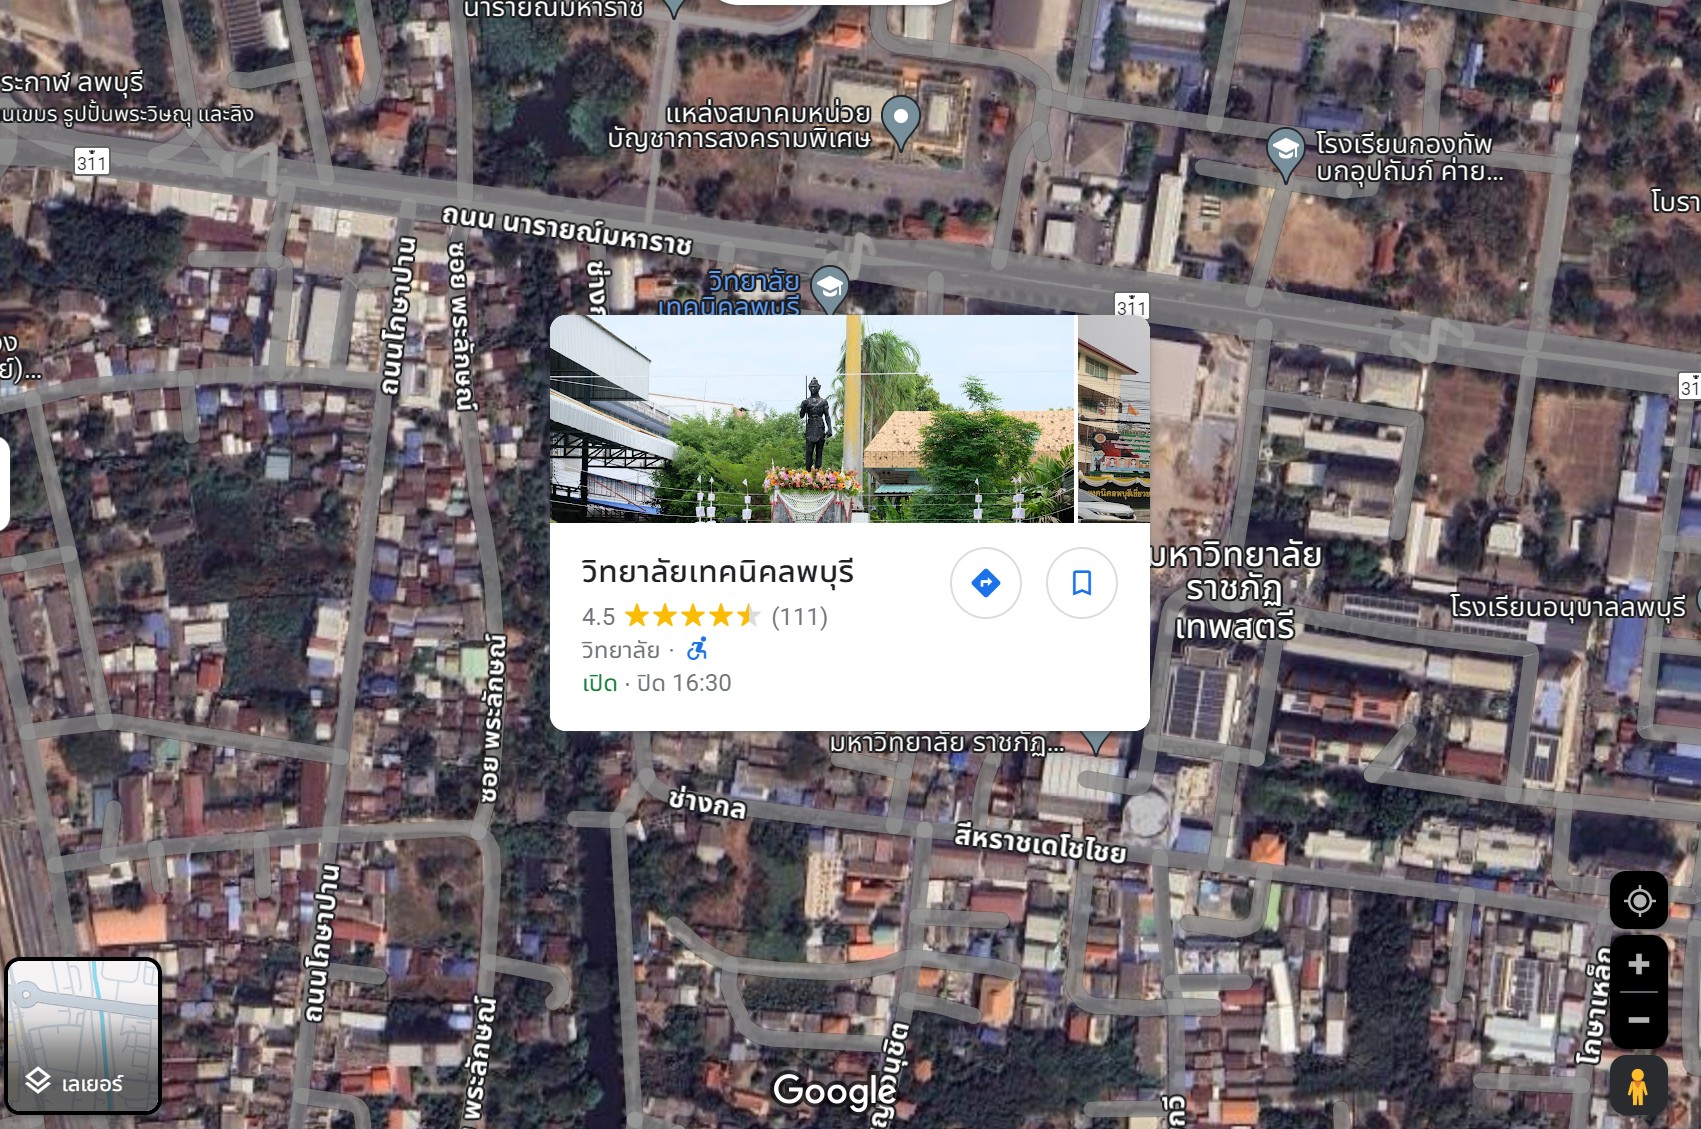 นารายณ์มหาราช
ระกาฬ ลพบุรี
นเขมร รูปปั้นพระวิษณุ และลิง
311
แหล่งสมาคมหน่วย
บัญชาการสงครามพิเศษ
โรงเรียนกองทัพ
บกอุปถัมภ์ ค่าย...
โบรา
ถนน นารายณ์มหาราช
ถนนโกษาปาน
ซอย พระลักษณ์
วิทยาลัย
เทคนิคลพบุรี
311
31
ย์)...
วิทยาลัยเทคนิคลพบุรี
4.5 (111)
วิทยาลัย ·
เปิด · ปิด 16:30
มหาวิทยาลัย
ราชภัฏ
เทพสตรี
โรงเรียนอนุบาลลพบุรี
ซอย พระลักษณ์
มหาวิทยาลัย ราชภัฏ...
ช่างกล
สีหราชเดโชไชย
ถนนโกษาปาน
พระลักษณ์
โกษาเหล็ก
เลเยอร์
Google